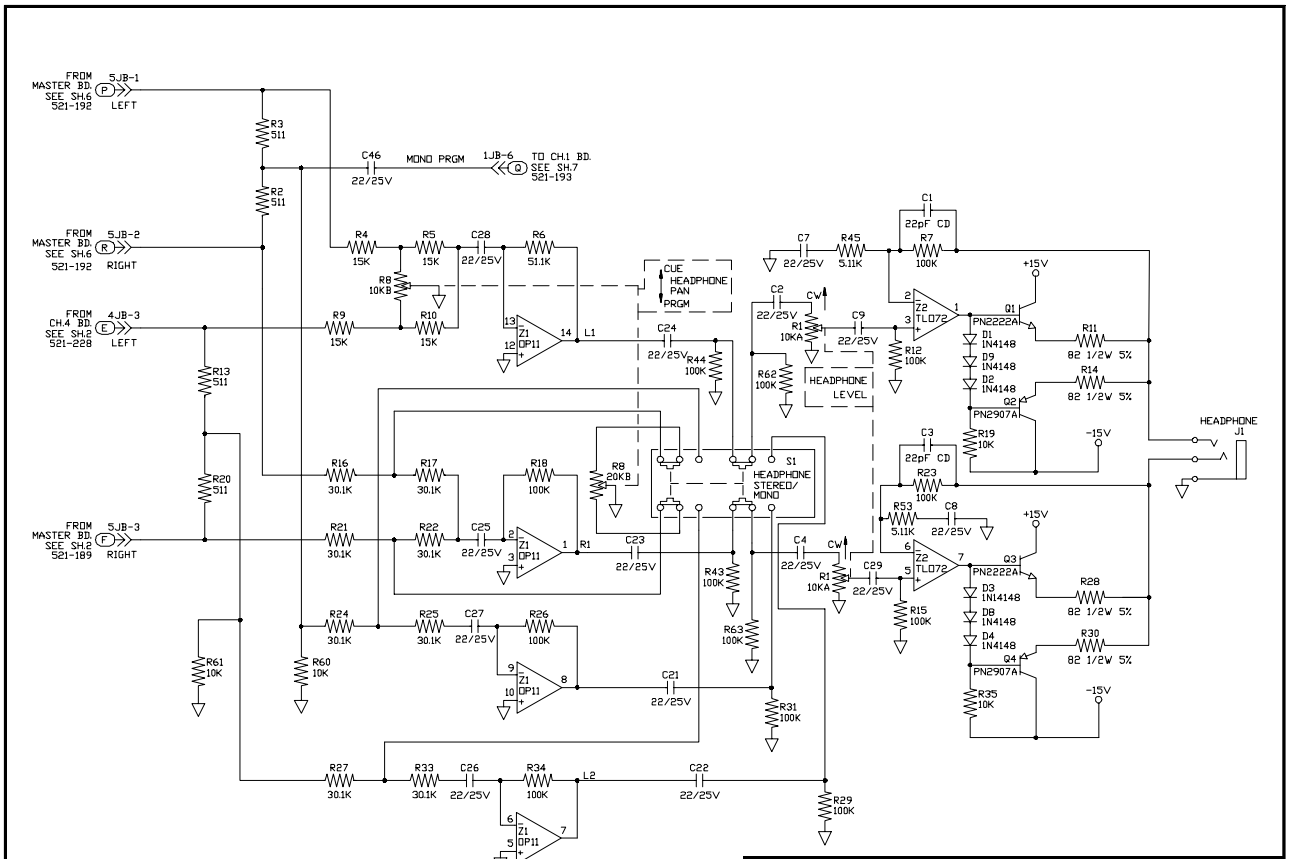 FROM
MASTER BD.
SEE SH.6
521-192
P
5JB-1
LEFT
R3
511
R2
511
C46
22/25V
MONO PRGM
1JB-6
Q
TO CH.1 BD.
SEE SH.7
521-193
FROM
MASTER BD.
SEE SH.6
521-192
R
5JB-2
RIGHT
FROM
CH.4 BD.
SEE SH.2
521-228
E
4JB-3
LEFT
R4
15K
R5
15K
C28
22/25V
R6
51.1K
R8
10KB
R9
15K
R10
15K
CUE
HEADPHONE
PAN
PRGM
13
12
−
+
Z1
OP11
14
L1
C24
22/25V
R44
100K
R13
511
R20
511
FROM
MASTER BD.
SEE SH.2
521-189
F
5JB-3
RIGHT
R16
30.1K
R17
30.1K
R18
100K
R21
30.1K
R22
30.1K
C25
22/25V
2
3
−
+
Z1
OP11
1
R1
C23
22/25V
R8
20KB
S1
HEADPHONE
STEREO/
MONO
R43
100K
R24
30.1K
R25
30.1K
C27
22/25V
R26
100K
R61
10K
R60
10K
9
10
−
+
Z1
OP11
8
C21
22/25V
R63
100K
R31
100K
R27
30.1K
R33
30.1K
C26
22/25V
R34
100K
L2
C22
22/25V
R29
100K
6
5
−
+
Z1
OP11
7
C1
22pF CD
C7
22/25V
R45
5.11K
R7
100K
C2
22/25V
CW
R1
10KA
C9
22/25V
R62
100K
R12
100K
HEADPHONE
LEVEL
2
3
−
+
Z2
TL072
1
+15V
Q1
PN2222A
D1
1N4148
D9
1N4148
D2
1N4148
R11
82 1/2W 5%
R14
82 1/2W 5%
Q2
PN2907A
R19
10K
-15V
HEADPHONE
J1
C3
22pF CD
R23
100K
R53
5.11K
C8
22/25V
C4
22/25V
CW
R1
10KA
C29
22/25V
R15
100K
6
5
−
+
Z2
TL072
7
+15V
Q3
PN2222A
D3
1N14148
D8
1N4148
D4
1N4148
R28
82 1/2W 5%
R30
82 1/2W 5%
Q4
PN2907A
R35
10K
-15V